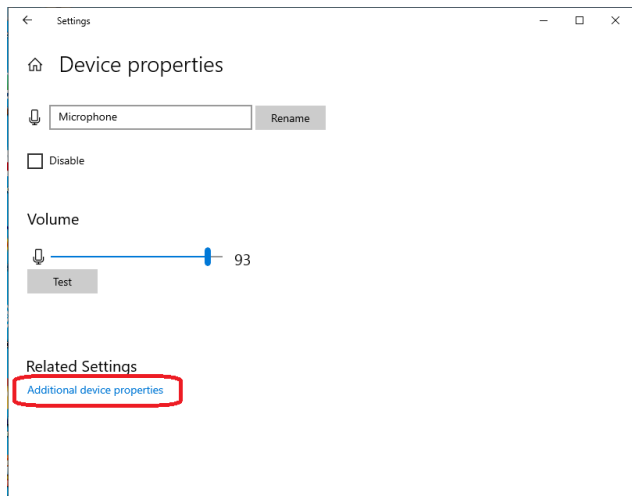 Settings
Device properties
Microphone
Rename
Disable
Volume
93
Test
Related Settings
Additional device properties